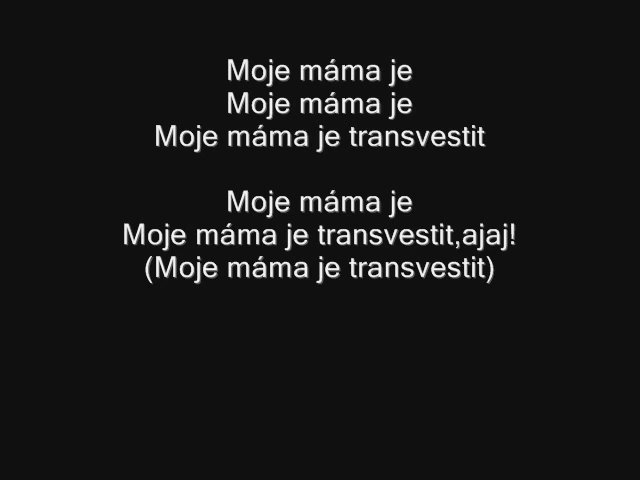 Moje máma je
Moje máma je
Moje máma je transvestit
Moje máma je
Moje máma je transvestit,ajaj!
(Moje máma je transvestit)